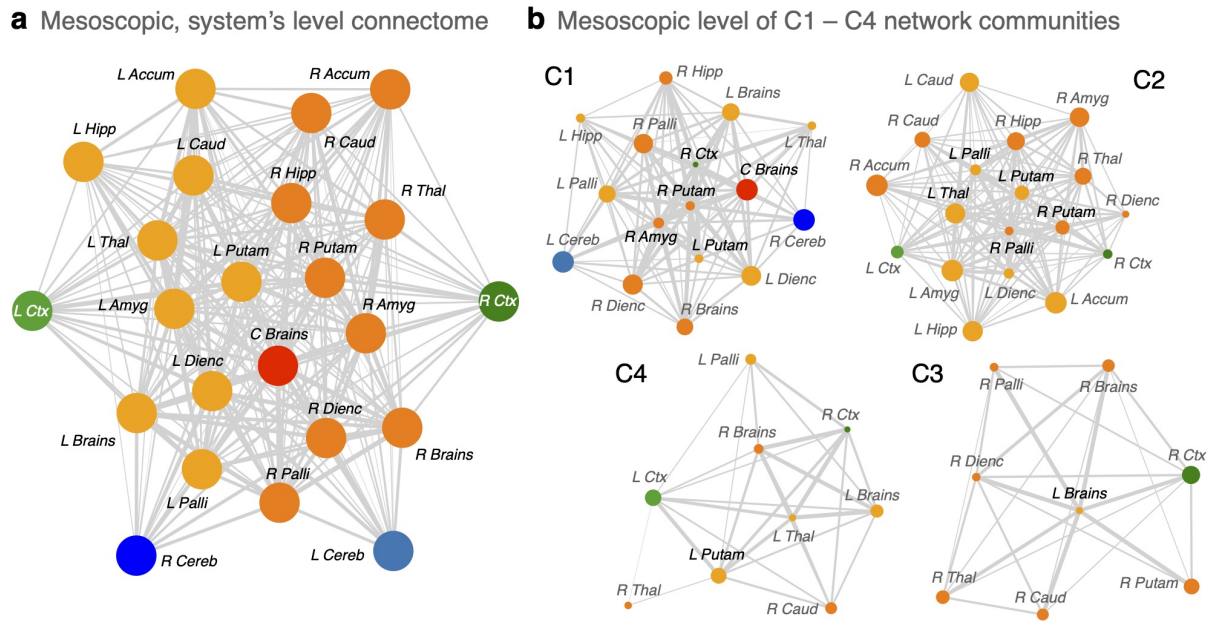 a Mesoscopic, system's level connectome
L Accum
R Accum
L Hipp
R Caud
L Caud
R Hipp
R Thal
L Thal
L Putam
R Putam
L Amyg
R Amyg
L Ctx
R Ctx
C Brains
L Dienc
R Dienc
L Brains
R Brains
R Palli
L Palli
R Cereb
L Cereb
b Mesoscopic level of C1 – C4 network communities
C1
R Hipp
L Brains
L Hipp
R Palli
L Thal
R Ctx
C Brains
L Palli
R Putam
R Amyg
L Putam
R Cereb
L Cereb
L Dienc
R Dienc
R Brains
C2
L Caud
R Amyg
R Caud
R Hipp
L Palli
R Thal
R Accum
L Putam
L Thal
R Dienc
R Putam
R Palli
L Ctx
R Ctx
L Amyg
L Dienc
L Accum
L Hipp
C4
L Palli
R Ctx
R Brains
L Ctx
L Brains
L Thal
L Putam
R Thal
R Caud
C3
R Palli
R Brains
R Dienc
R Ctx
L Brains
R Thal
R Caud
R Putam